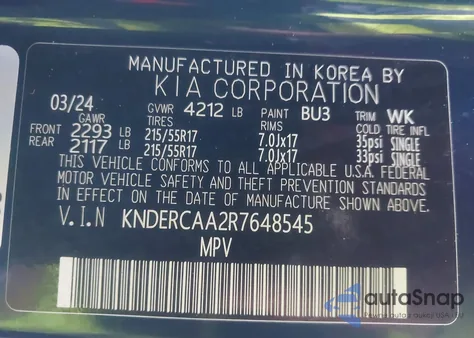 MANUFACTURED IN KOREA BY
KIA CORPORATION
03/24 GVWR 4212 LB PAINT BU3 TRIM WK
GAWR TIRES RIMS COLD TIRE INFL
FRONT 2293 LB 215/55R17 7.0Jx17 35psi SINGLE
REAR 2117 LB 215/55R17 7.0Jx17 33psi SINGLE
THIS VEHICLE CONFORMS TO ALL APPLICABLE U.S.A. FEDERAL
MOTOR VEHICLE SAFETY AND THEFT PREVENTION STANDARDS
IN EFFECT ON THE DATE OF MANUFACTURE SHOWN ABOVE.
V.I.N KNDERCAA2R7648545
MPV
autoSnap